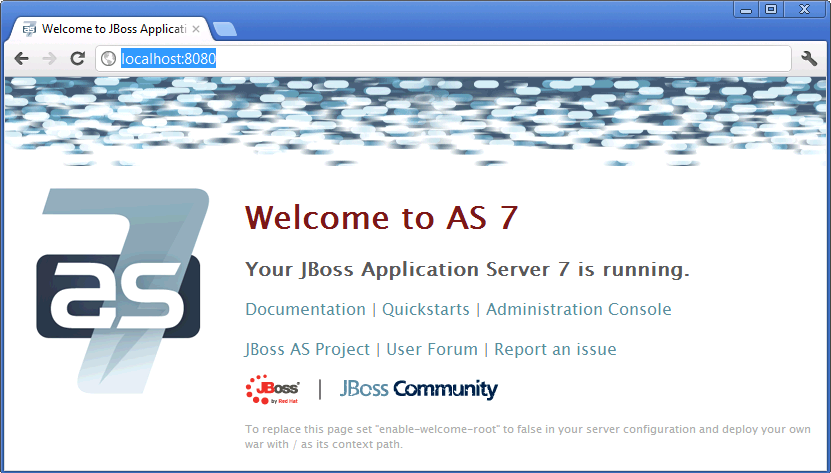 Welcome to JBoss Applicati
localhost:8080
as
7
Welcome to AS 7
Your JBoss Application Server 7 is running.
Documentation | Quickstarts | Administration Console
JBoss AS Project | User Forum | Report an issue
JBoss by Red Hat | JBoss Community
To replace this page set "enable-welcome-root" to false in your server configuration and deploy your own
war with / as its context path.